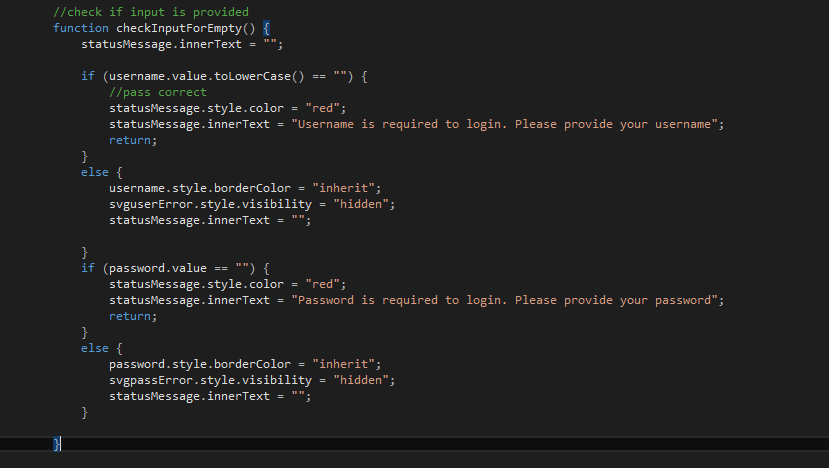 //check if input is provided
function checkInputForEmpty() {
statusMessage.innerText = "";
if (username.value.toLowerCase() == "") {
//pass correct
statusMessage.style.color = "red";
statusMessage.innerText = "Username is required to login. Please provide your username";
return;
}
else {
username.style.borderColor = "inherit";
svguserError.style.visibility = "hidden";
statusMessage.innerText = "";
}
if (password.value == "") {
statusMessage.style.color = "red";
statusMessage.innerText = "Password is required to login. Please provide your password";
return;
}
else {
password.style.borderColor = "inherit";
svgpassError.style.visibility = "hidden";
statusMessage.innerText = "";
}
}